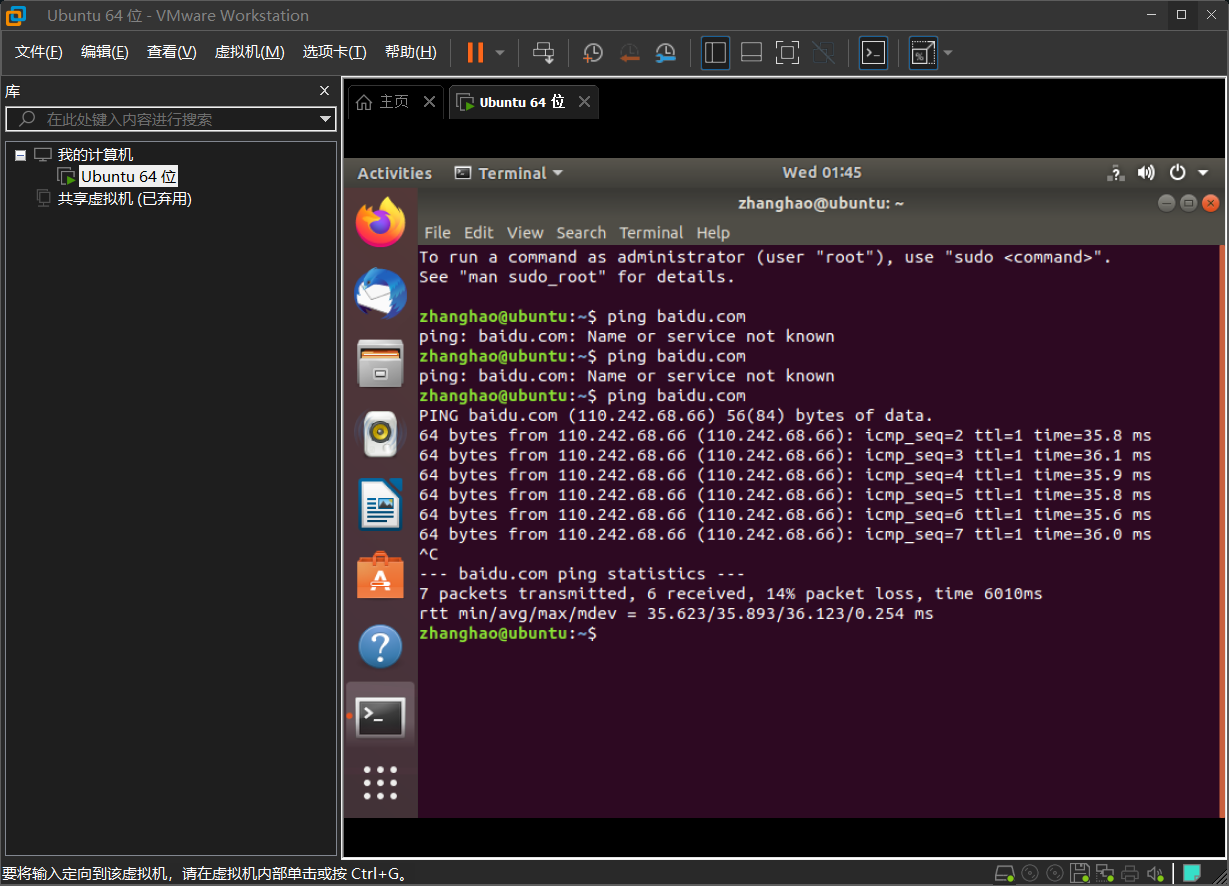 Ubuntu 64 位 - VMware Workstation
文件(F) 编辑(E) 查看(V) 虚拟机(M) 选项卡(T) 帮助(H)
库
在此处键入内容进行搜索
我的计算机
Ubuntu 64 位
共享虚拟机 (已弃用)
主页 Ubuntu 64 位
Activities Terminal Wed 01:45
zhanghao@ubuntu: ~
File Edit View Search Terminal Help
To run a command as administrator (user "root"), use "sudo <command>".
See "man sudo_root" for details.
zhanghao@ubuntu:~$ ping baidu.com
ping: baidu.com: Name or service not known
zhanghao@ubuntu:~$ ping baidu.com
ping: baidu.com: Name or service not known
zhanghao@ubuntu:~$ ping baidu.com
PING baidu.com (110.242.68.66) 56(84) bytes of data.
64 bytes from 110.242.68.66 (110.242.68.66): icmp_seq=2 ttl=1 time=35.8 ms
64 bytes from 110.242.68.66 (110.242.68.66): icmp_seq=3 ttl=1 time=36.1 ms
64 bytes from 110.242.68.66 (110.242.68.66): icmp_seq=4 ttl=1 time=35.9 ms
64 bytes from 110.242.68.66 (110.242.68.66): icmp_seq=5 ttl=1 time=35.8 ms
64 bytes from 110.242.68.66 (110.242.68.66): icmp_seq=6 ttl=1 time=35.6 ms
64 bytes from 110.242.68.66 (110.242.68.66): icmp_seq=7 ttl=1 time=36.0 ms
^C
--- baidu.com ping statistics ---
7 packets transmitted, 6 received, 14% packet loss, time 6010ms
rtt min/avg/max/mdev = 35.623/35.893/36.123/0.254 ms
zhanghao@ubuntu:~$
要将输入定向到该虚拟机，请在虚拟机内部单击或按 Ctrl+G。